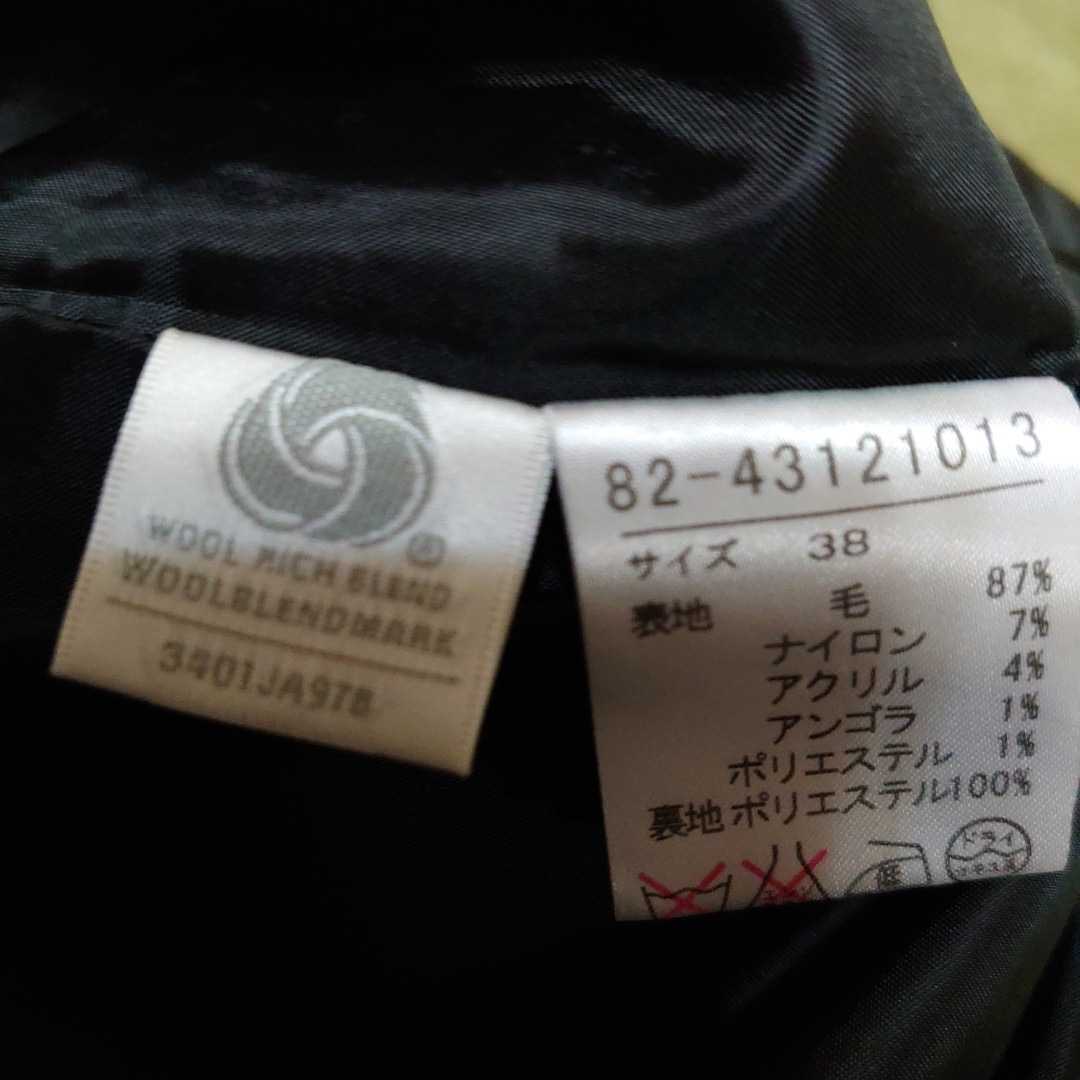 WOOL RICH BLEND
WOOLBLENDMARK
3401JA978
82-43121013
サイズ 38
表地 毛 87%
ナイロン 7%
アクリル 4%
アンゴラ 1%
ポリエステル 1%
裏地 ポリエステル100%
低
ドライ